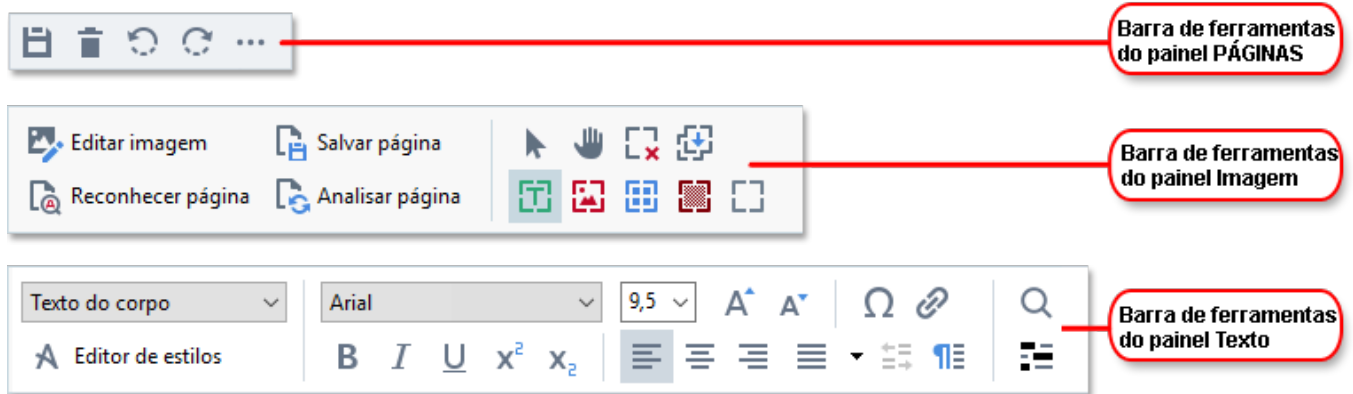 Barra de ferramentas
do painel PÁGINAS
Editar imagem
Salvar página
Reconhecer página
Analisar página
Barra de ferramentas
do painel Imagem
Texto do corpo
Arial
9,5
Editor de estilos
Barra de ferramentas
do painel Texto